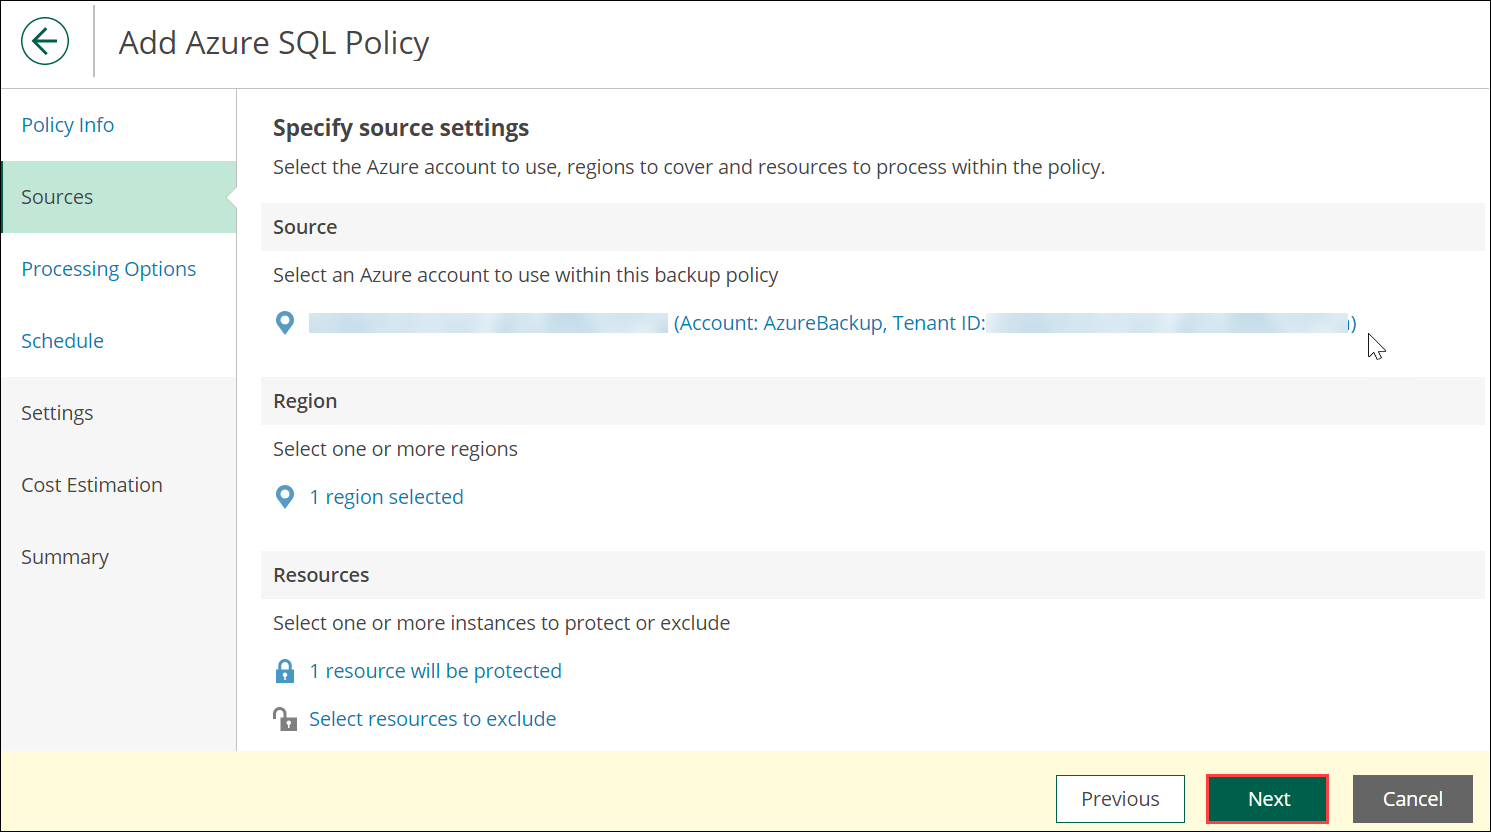 Add Azure SQL Policy
Policy Info
Sources
Processing Options
Schedule
Settings
Cost Estimation
Summary
Specify source settings
Select the Azure account to use, regions to cover and resources to process within the policy.
Source
Select an Azure account to use within this backup policy
(Account: AzureBackup, Tenant ID: )
Region
Select one or more regions
1 region selected
Resources
Select one or more instances to protect or exclude
1 resource will be protected
Select resources to exclude
Previous
Next
Cancel